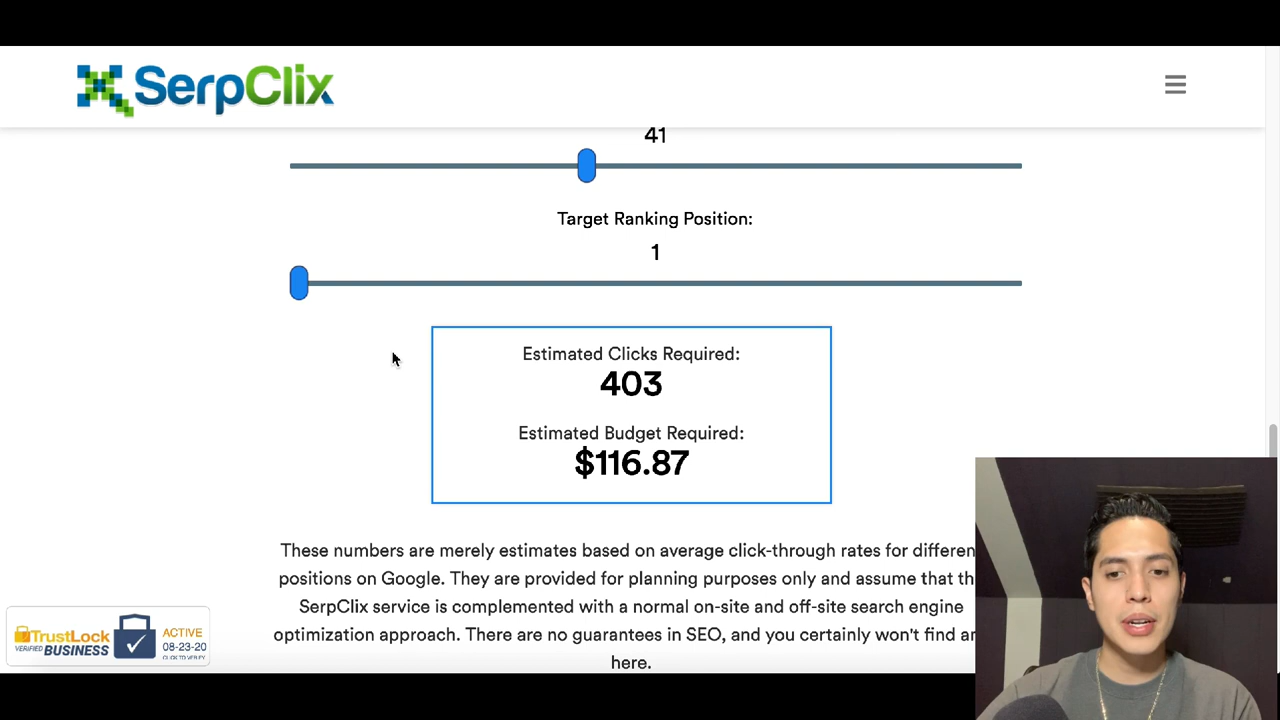 SerpClix
41
Target Ranking Position:
1
Estimated Clicks Required:
403
Estimated Budget Required:
$116.87
These numbers are merely estimates based on average click-through rates for differen
positions on Google. They are provided for planning purposes only and assume that th
SerpClix service is complemented with a normal on-site and off-site search engine
optimization approach. There are no guarantees in SEO, and you certainly won't find an
here.
TrustLock
VERIFIED BUSINESS
ACTIVE
08-23-20
CLICK TO VERIFY